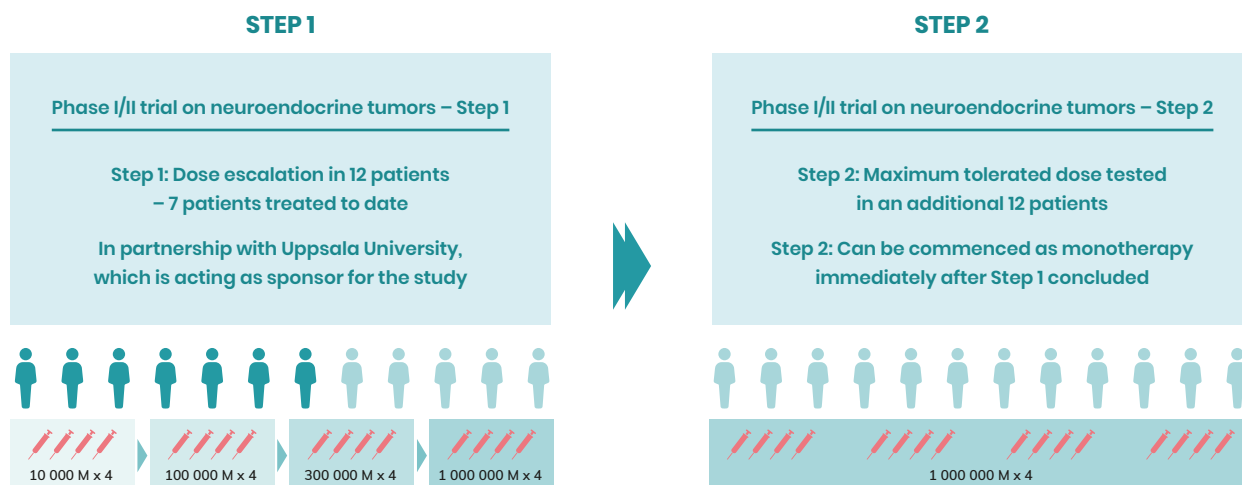 STEP 1
Phase I/II trial on neuroendocrine tumors – Step 1
Step 1: Dose escalation in 12 patients
– 7 patients treated to date
In partnership with Uppsala University,
which is acting as sponsor for the study
10 000 M x 4
100 000 M x 4
300 000 M x 4
1 000 000 M x 4
STEP 2
Phase I/II trial on neuroendocrine tumors – Step 2
Step 2: Maximum tolerated dose tested
in an additional 12 patients
Step 2: Can be commenced as monotherapy
immediately after Step 1 concluded
1 000 000 M x 4